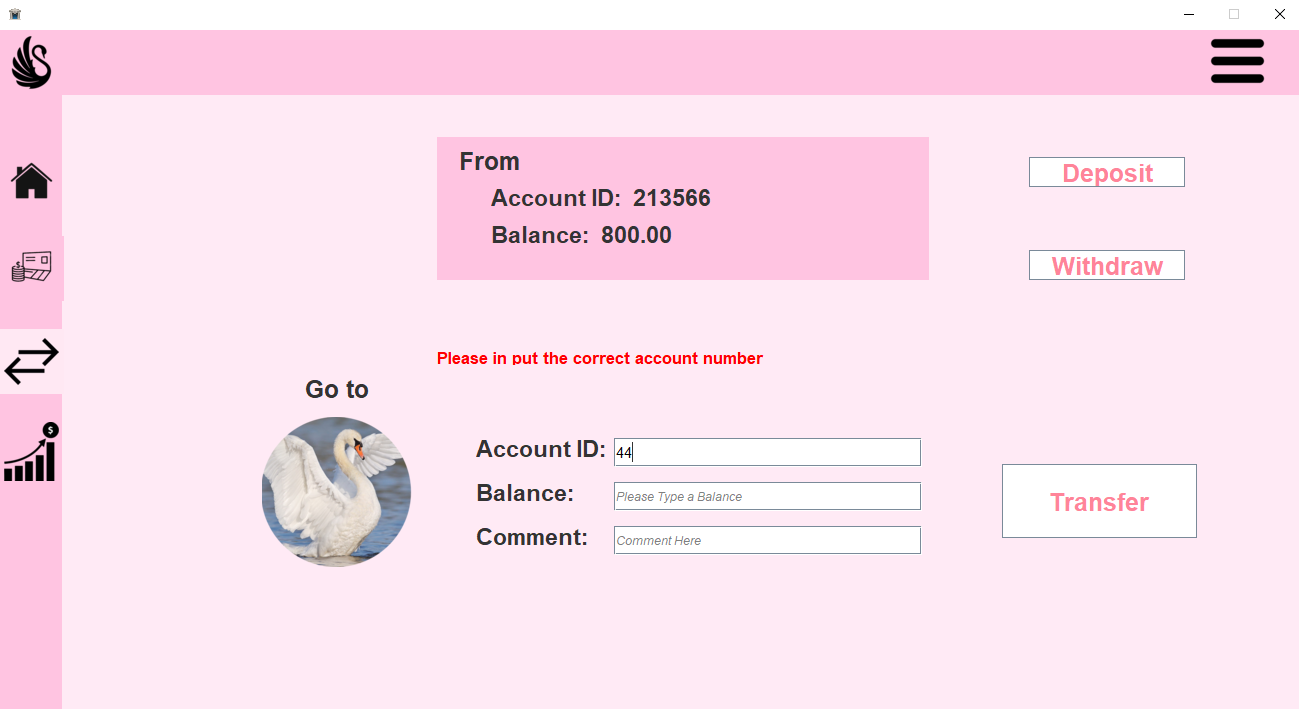 From
Account ID: 213566
Balance: 800.00
Deposit
Withdraw
Please in put the correct account number
Go to
Account ID: 44
Balance: Please Type a Balance
Comment: Comment Here
Transfer
$